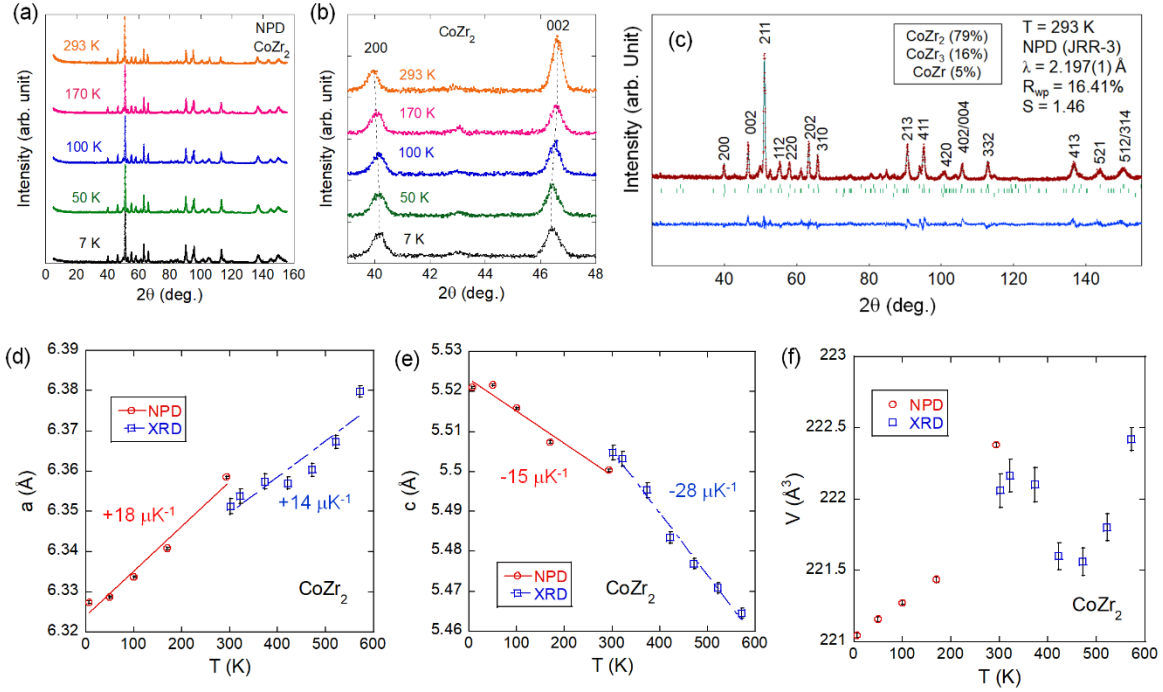 (a)
NPD
CoZr₂
293 K
170 K
100 K
50 K
7 K
Intensity (arb. unit)
0 20 40 60 80 100 120 140 160
2θ (deg.)
(b)
CoZr₂
002
200
293 K
170 K
100 K
50 K
7 K
Intensity (arb. unit)
40 42 44 46 48
2θ (deg.)
(c)
CoZr₂ (79%)
CoZr₃ (16%)
CoZr (5%)
T = 293 K
NPD (JRR-3)
λ = 2.197(1) Å
R_wp = 16.41%
S = 1.46
Intensity (arb. Unit)
200
002
211
112
220
202
310
213
411
420
402/004
332
413
521
512/314
40 60 80 100 120 140
2θ (deg.)
(d)
6.39
6.38
6.37
6.36
6.35
6.34
6.33
6.32
a (Å)
NPD
XRD
+18 μK⁻¹
+14 μK⁻¹
CoZr₂
0 100 200 300 400 500 600
T (K)
(e)
5.53
5.52
5.51
5.5
5.49
5.48
5.47
5.46
c (Å)
XRD
NPD
-15 μK⁻¹
-28 μK⁻¹
NPD
XRD
CoZr₂
0 100 200 300 400 500 600
T (K)
(f)
223
222.5
222
221.5
221
V (Å³)
NPD
XRD
CoZr₂
0 100 200 300 400 500 600
T (K)